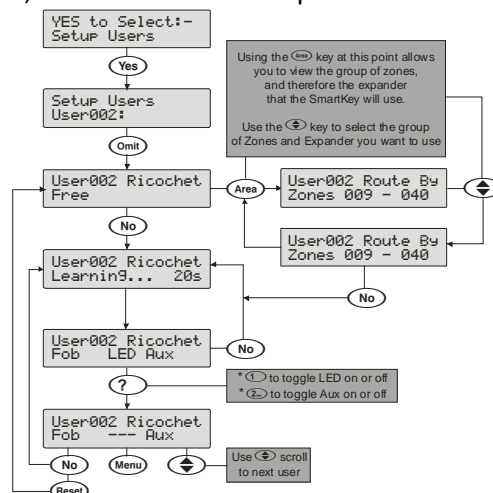 YES to Select:-
Setup Users
Yes
Using the Area key at this point allows
you to view the group of zones,
and therefore the expander
that the SmartKey will use.
Use the key to select the group
of Zones and Expander you want to use
Setup Users
User002:
Omit
User002 Ricochet
Free
Area
User002 Route By
Zones 009 - 040
No
User002 Route By
Zones 009 - 040
User002 Ricochet
Learning... 20s
No
User002 Ricochet
Fob LED Aux
No
?
* 1 to toggle LED on or off
* 2 to toggle Aux on or off
User002 Ricochet
Fob --- Aux
No
Menu
Use scroll
to next user
Reset